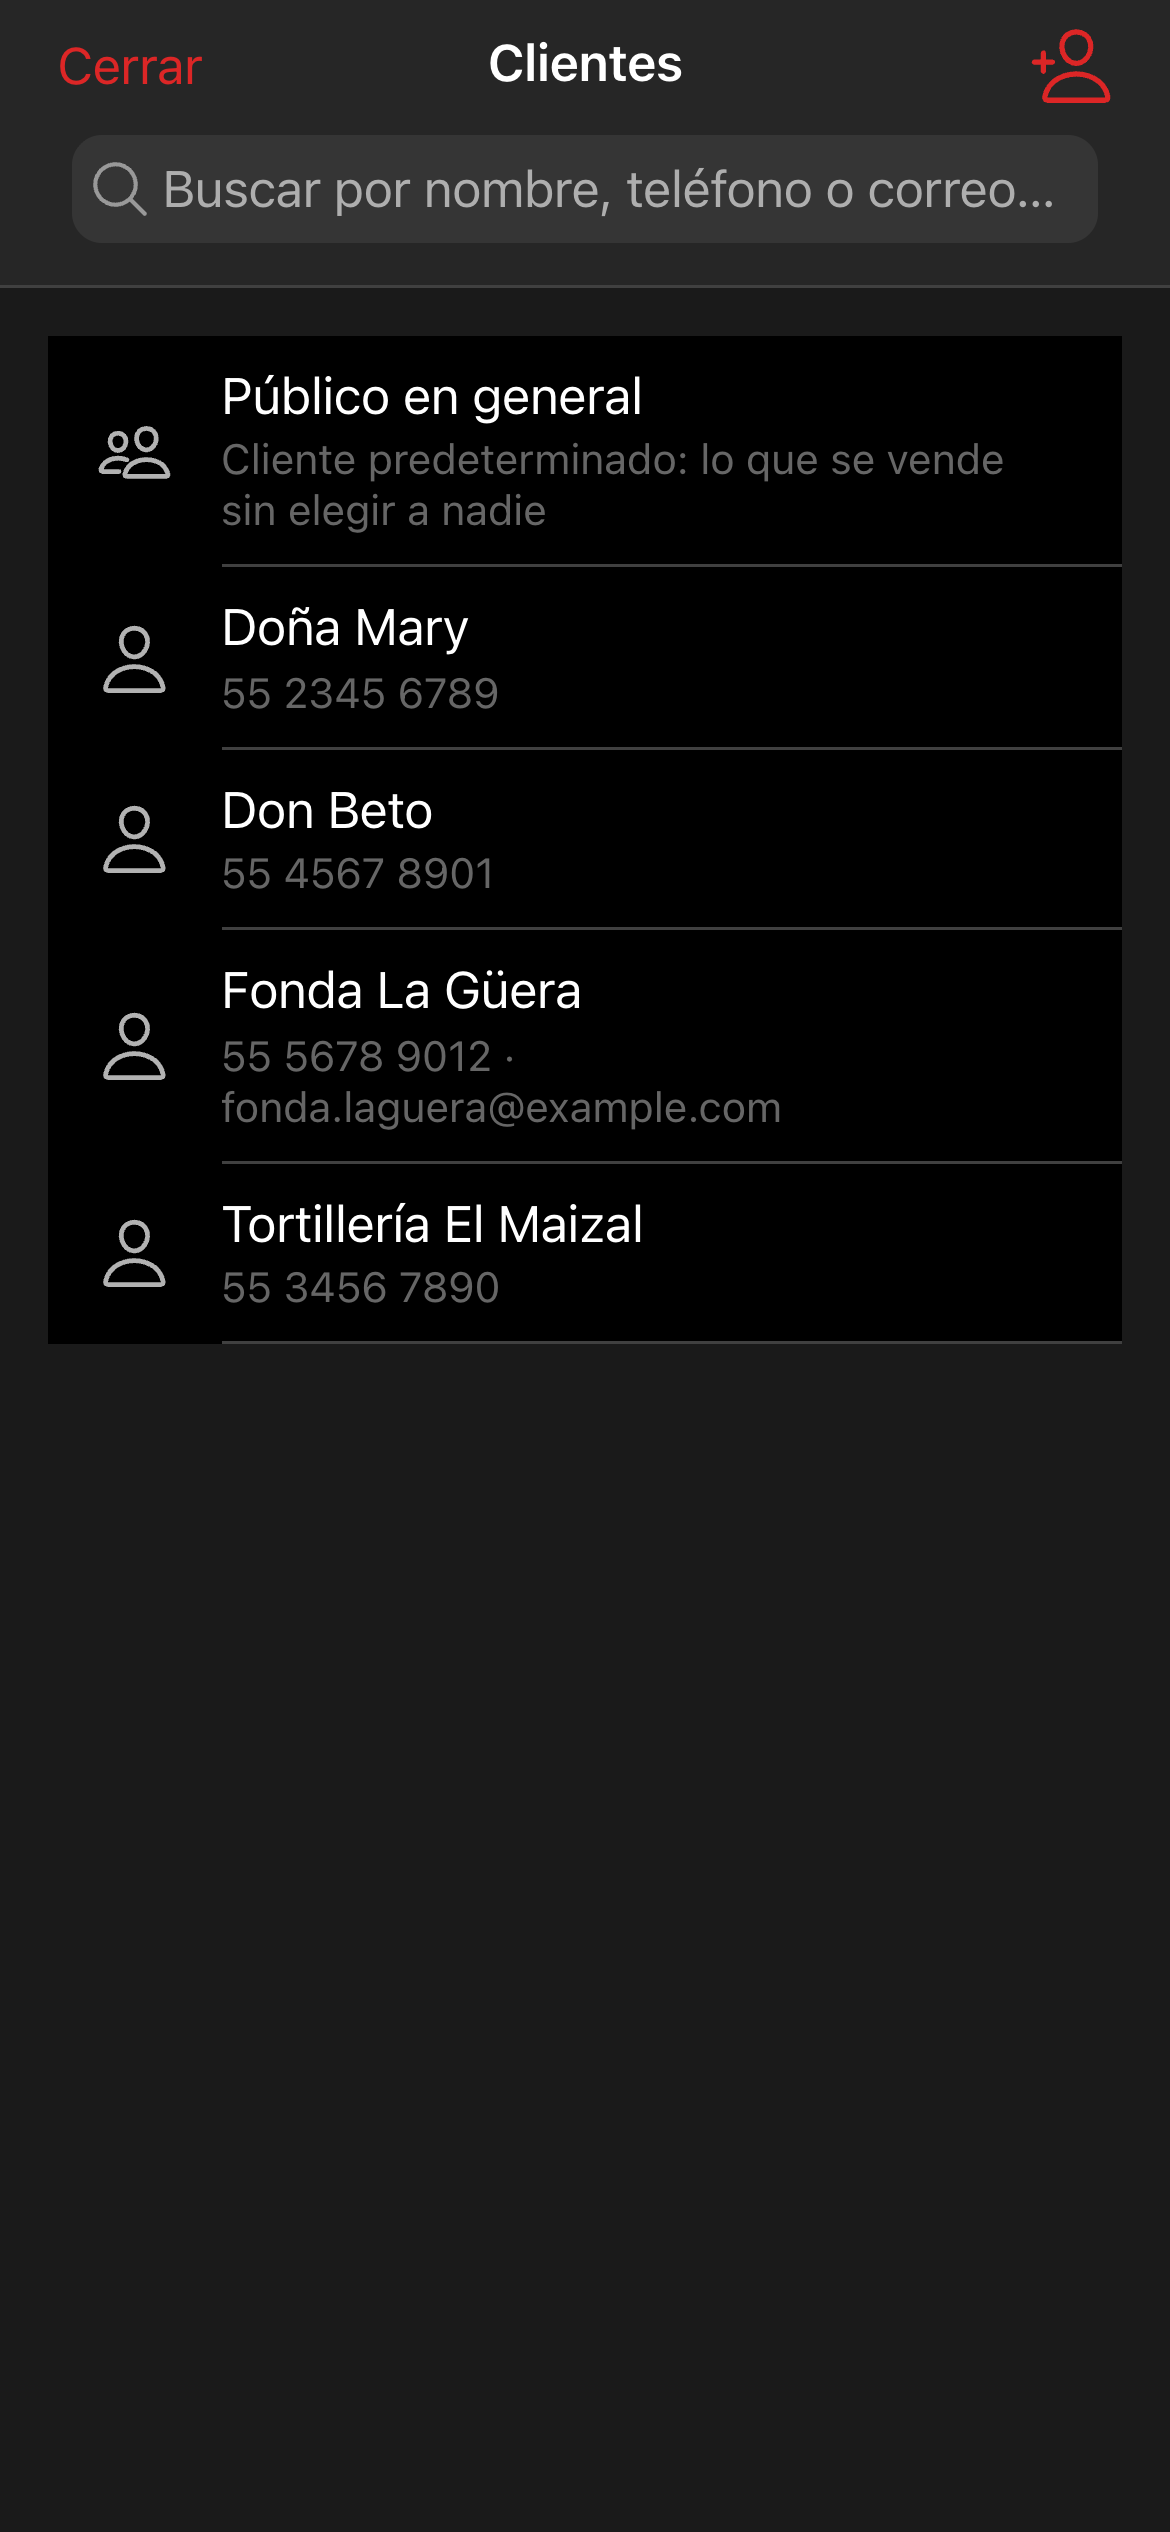 Cerrar
Clientes
Buscar por nombre, teléfono o correo...
Público en general
Cliente predeterminado: lo que se vende
sin elegir a nadie
Doña Mary
55 2345 6789
Don Beto
55 4567 8901
Fonda La Güera
55 5678 9012 ·
fonda.laguera@example.com
Tortillería El Maizal
55 3456 7890